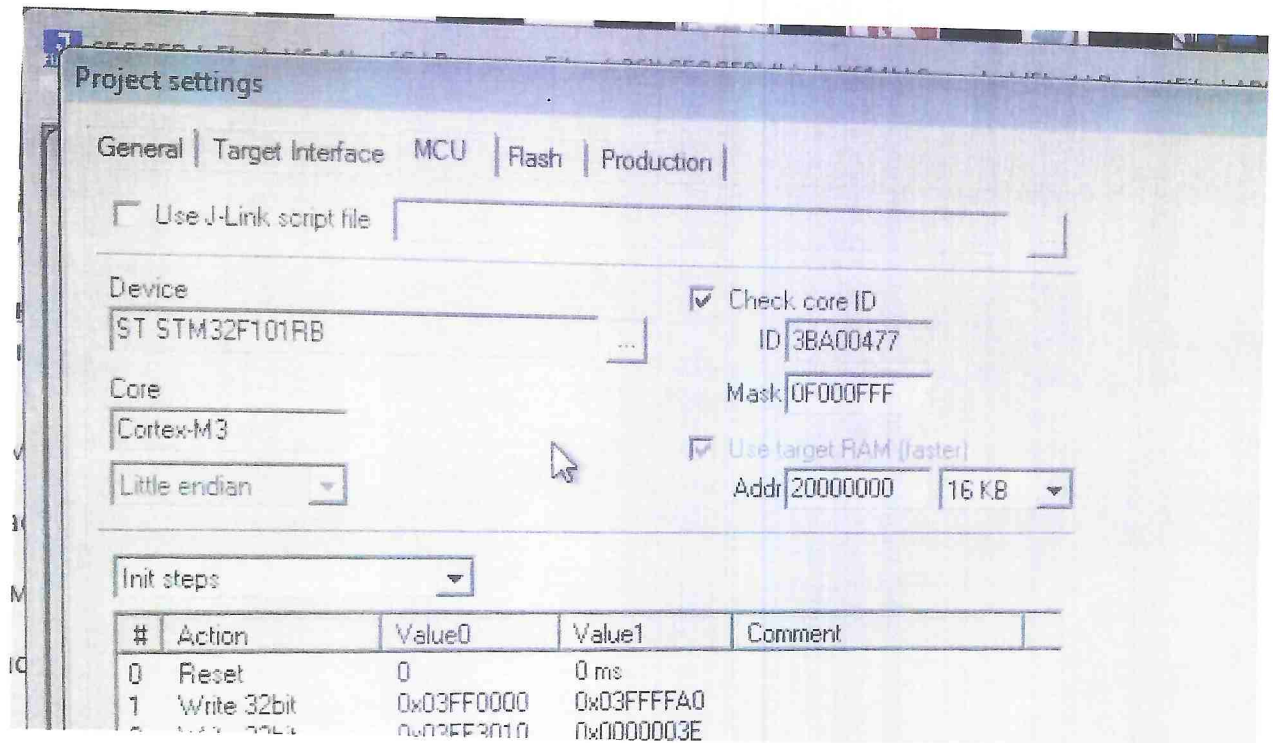 Project settings
General Target Interface MCU Flash Production
Use J-Link script file ...
Device
ST STM32F101RB ...
Core
Cortex-M3
Little endian
Check core ID
ID 3BA00477
Mask 0F000FFF
Use target RAM (faster)
Addr 20000000 16 KB
Init steps
# Action Value0 Value1 Comment
0 Reset 0 0 ms
1 Write 32bit 0x03FF0000 0x03FFFFA0
0x03FF3010 0x0000003E